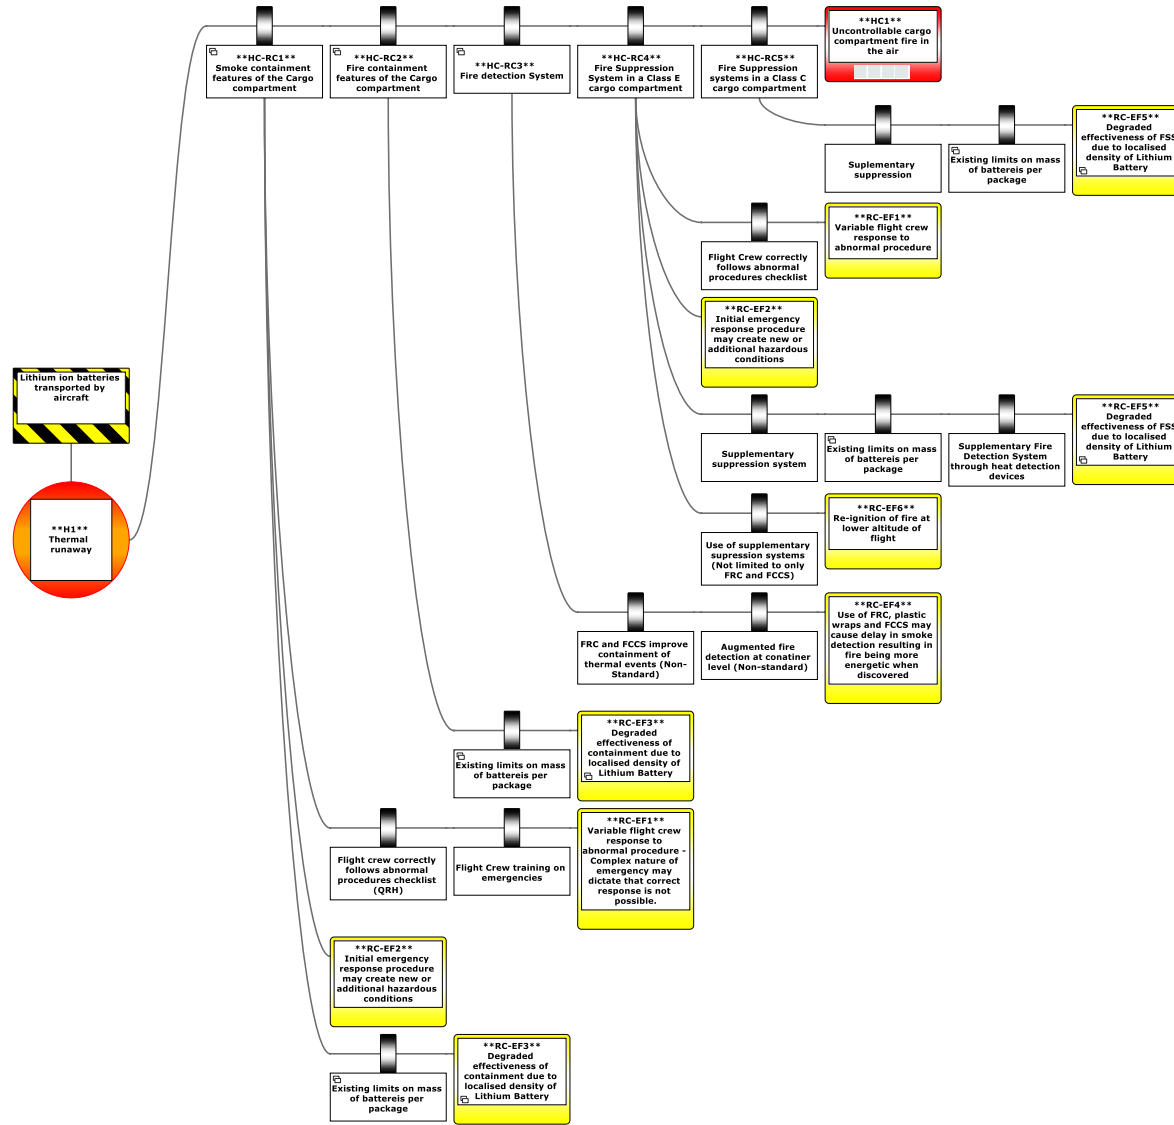 **HC-RC1**
Smoke containment
features of the Cargo
compartment
**HC-RC2**
Fire containment
features of the Cargo
compartment
**HC-RC3**
Fire detection System
**HC-RC4**
Fire Suppression
System in a Class E
cargo compartment
**HC-RC5**
Fire Suppression
systems in a Class C
cargo compartment
**HC1**
Uncontrollable cargo
compartment fire in
the air
Suplementary
suppression
Existing limits on mass
of battereis per
package
**RC-EF5**
Degraded
effectiveness of FSS
due to localised
density of Lithium
Battery
Flight Crew correctly
follows abnormal
procedures checklist
**RC-EF1**
Variable flight crew
response to
abnormal procedure
**RC-EF2**
Initial emergency
response procedure
may create new or
additional hazardous
conditions
Lithium ion batteries
transported by
aircraft
**H1**
Thermal
runaway
Supplementary
suppression system
Existing limits on mass
of battereis per
package
Supplementary Fire
Detection System
through heat detection
devices
**RC-EF5**
Degraded
effectiveness of FSS
due to localised
density of Lithium
Battery
Use of supplementary
supression systems
(Not limited to only
FRC and FCCS)
**RC-EF6**
Re-ignition of fire at
lower altitude of
flight
FRC and FCCS improve
containment of
thermal events (Non-
Standard)
Augmented fire
detection at conatiner
level (Non-standard)
**RC-EF4**
Use of FRC, plastic
wraps and FCCS may
cause delay in smoke
detection resulting in
fire being more
energetic when
discovered
Existing limits on mass
of battereis per
package
**RC-EF3**
Degraded
effectiveness of
containment due to
localised density of
Lithium Battery
Flight crew correctly
follows abnormal
procedures checklist
(QRH)
Flight Crew training on
emergencies
**RC-EF1**
Variable flight crew
response to
abnormal procedure -
Complex nature of
emergency may
dictate that correct
response is not
possible.
**RC-EF2**
Initial emergency
response procedure
may create new or
additional hazardous
conditions
Existing limits on mass
of battereis per
package
**RC-EF3**
Degraded
effectiveness of
containment due to
localised density of
Lithium Battery